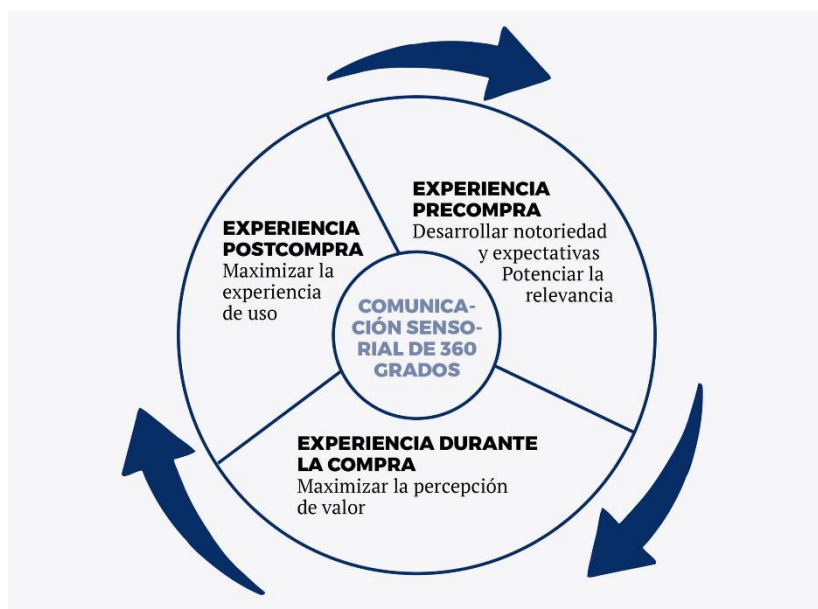 EXPERIENCIA
PRECOMPRA
Desarrollar notoriedad
y expectativas
Potenciar la
relevancia
EXPERIENCIA DURANTE
LA COMPRA
Maximizar la percepción
de valor
EXPERIENCIA
POSTCOMPRA
Maximizar la
experiencia
de uso
COMUNICA-
CIÓN SENSO-
RIAL DE 360
GRADOS